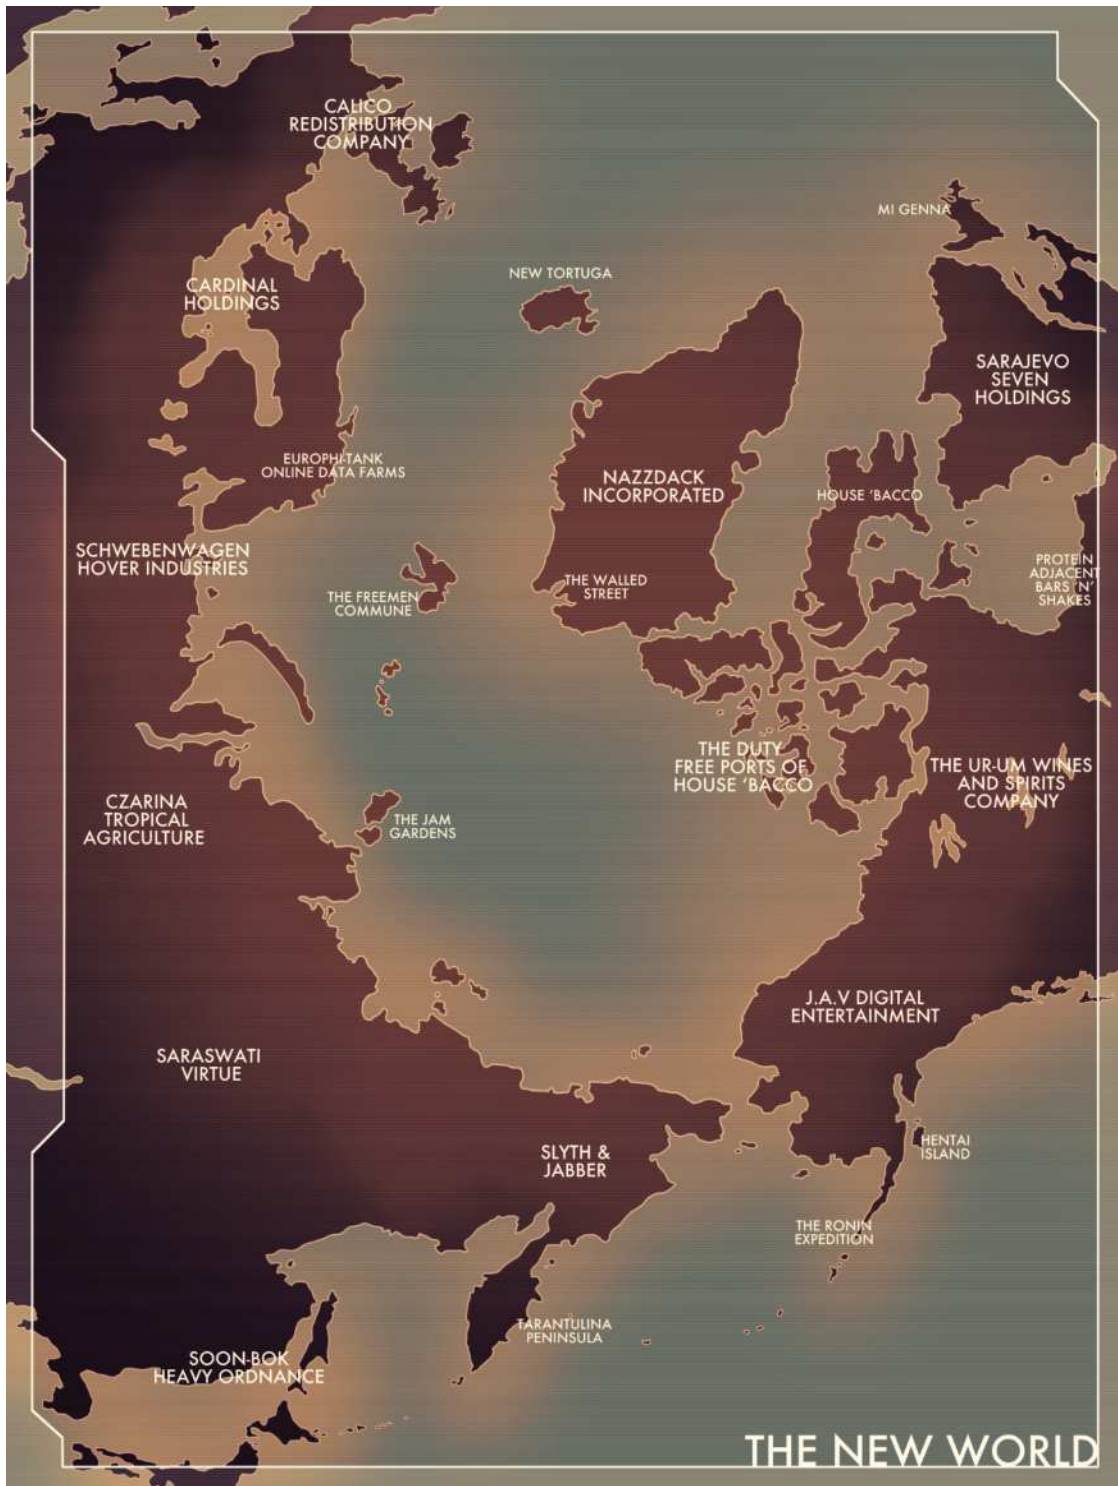 CALICO
REDISTRIBUTION
COMPANY
MI GENNA
NEW TORTUGA
CARDINAL
HOLDINGS
SARAJEVO
SEVEN
HOLDINGS
EUROPHI-TANK
ONLINE DATA FARMS
NAZZDACK
INCORPORATED
HOUSE 'BACCO
SCHWEBENWAGEN
HOVER INDUSTRIES
THE FREEMEN
COMMUNE
THE WALLED
STREET
PROTEIN
ADJACENT
BARS 'N'
SHAKES
THE DUTY
FREE PORTS OF
HOUSE 'BACCO
THE UR-UM WINES
AND SPIRITS
COMPANY
CZARINA
TROPICAL
AGRICULTURE
THE JAM
GARDENS
J.A.V DIGITAL
ENTERTAINMENT
SARASWATI
VIRTUE
SLYTH &
JABBER
HENTAI
ISLAND
THE RONIN
EXPEDITION
TARANTULINA
PENINSULA
SOON-BOK
HEAVY ORDNANCE
THE NEW WORLD